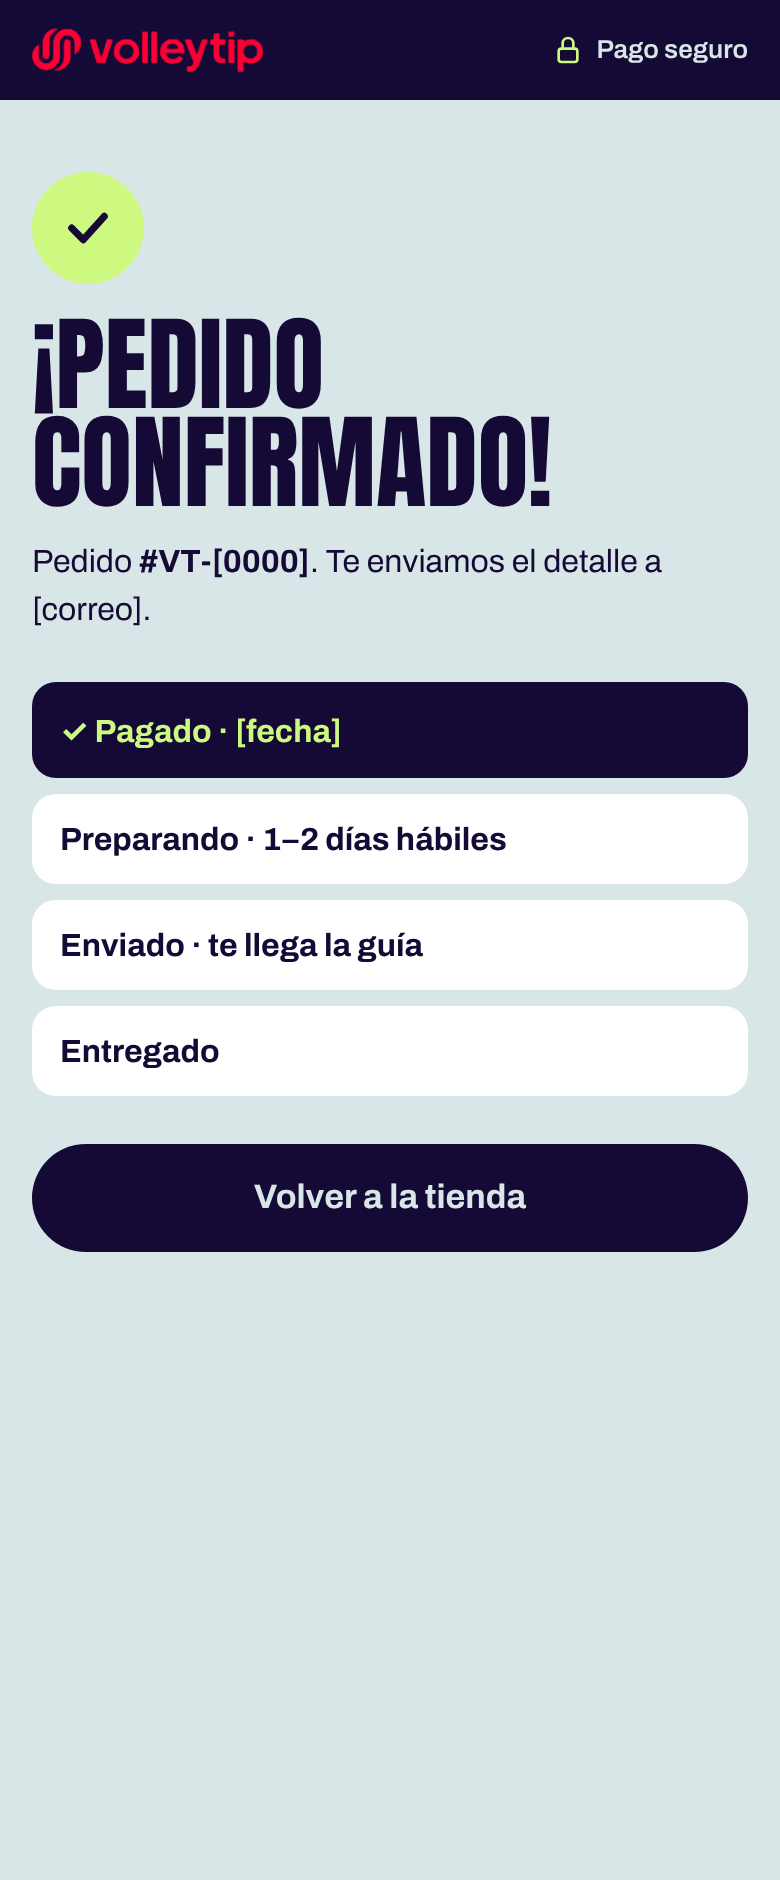 volleytip
Pago seguro
¡PEDIDO
CONFIRMADO!
Pedido #VT-[0000]. Te enviamos el detalle a
[correo].
✓ Pagado · [fecha]
Preparando · 1–2 días hábiles
Enviado · te llega la guía
Entregado
Volver a la tienda